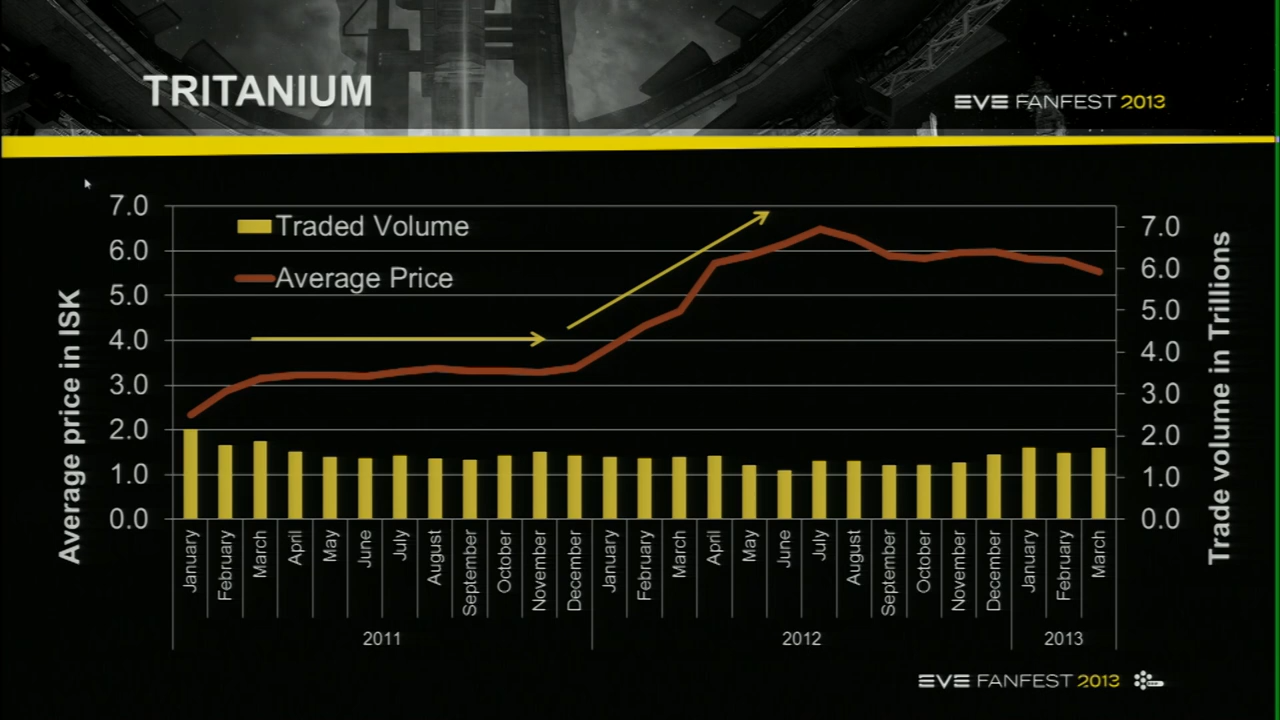 TRITANIUM
EVE FANFEST 2013
7.0
6.0
5.0
4.0
3.0
2.0
1.0
0.0
Average price in ISK
Traded Volume
Average Price
7.0
6.0
5.0
4.0
3.0
2.0
1.0
0.0
Trade volume in Trillions
January
February
March
April
May
June
July
August
September
October
November
December
January
February
March
April
May
June
July
August
September
October
November
December
January
February
March
2011
2012
2013
EVE FANFEST 2013